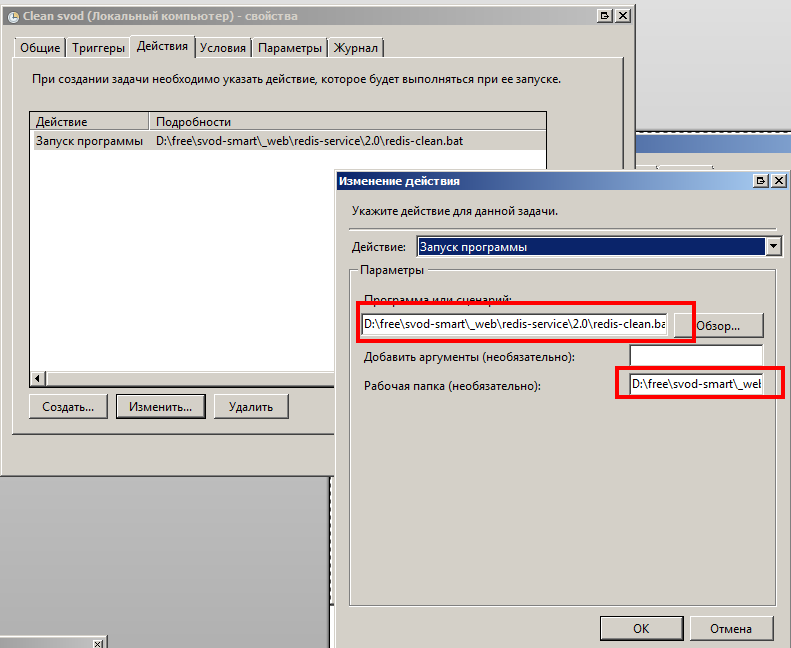 Clean svod (Локальный компьютер) - свойства
Общие Триггеры Действия Условия Параметры Журнал
При создании задачи необходимо указать действие, которое будет выполняться при ее запуске.
Действие Подробности
Запуск программы D:\free\svod-smart\_web\redis-service\2.0\redis-clean.bat
Создать... Изменить... Удалить
Изменение действия
Укажите действие для данной задачи.
Действие: Запуск программы
Параметры
Программа или сценарий:
D:\free\svod-smart\_web\redis-service\2.0\redis-clean.ba Обзор...
Добавить аргументы (необязательно):
Рабочая папка (необязательно): D:\free\svod-smart\_web
OK Отмена